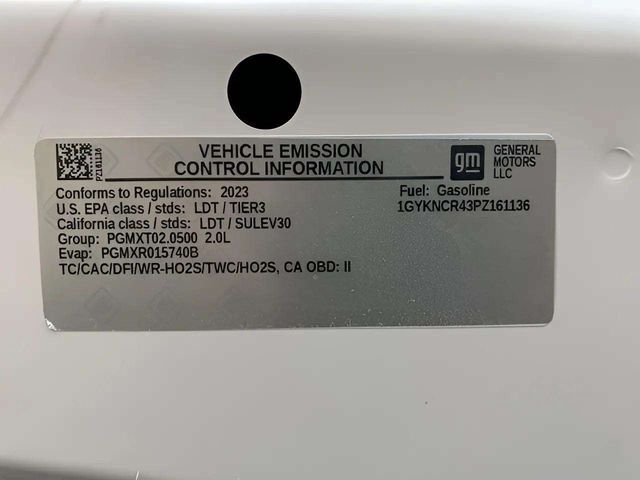 PZ161136
VEHICLE EMISSION
CONTROL INFORMATION
gm
GENERAL
MOTORS
LLC
Conforms to Regulations: 2023
Fuel: Gasoline
U.S. EPA class / stds: LDT / TIER3
1GYKNCR43PZ161136
California class / stds: LDT / SULEV30
Group: PGMXT02.0500 2.0L
Evap: PGMXR015740B
TC/CAC/DFI/WR-HO2S/TWC/HO2S, CA OBD: II